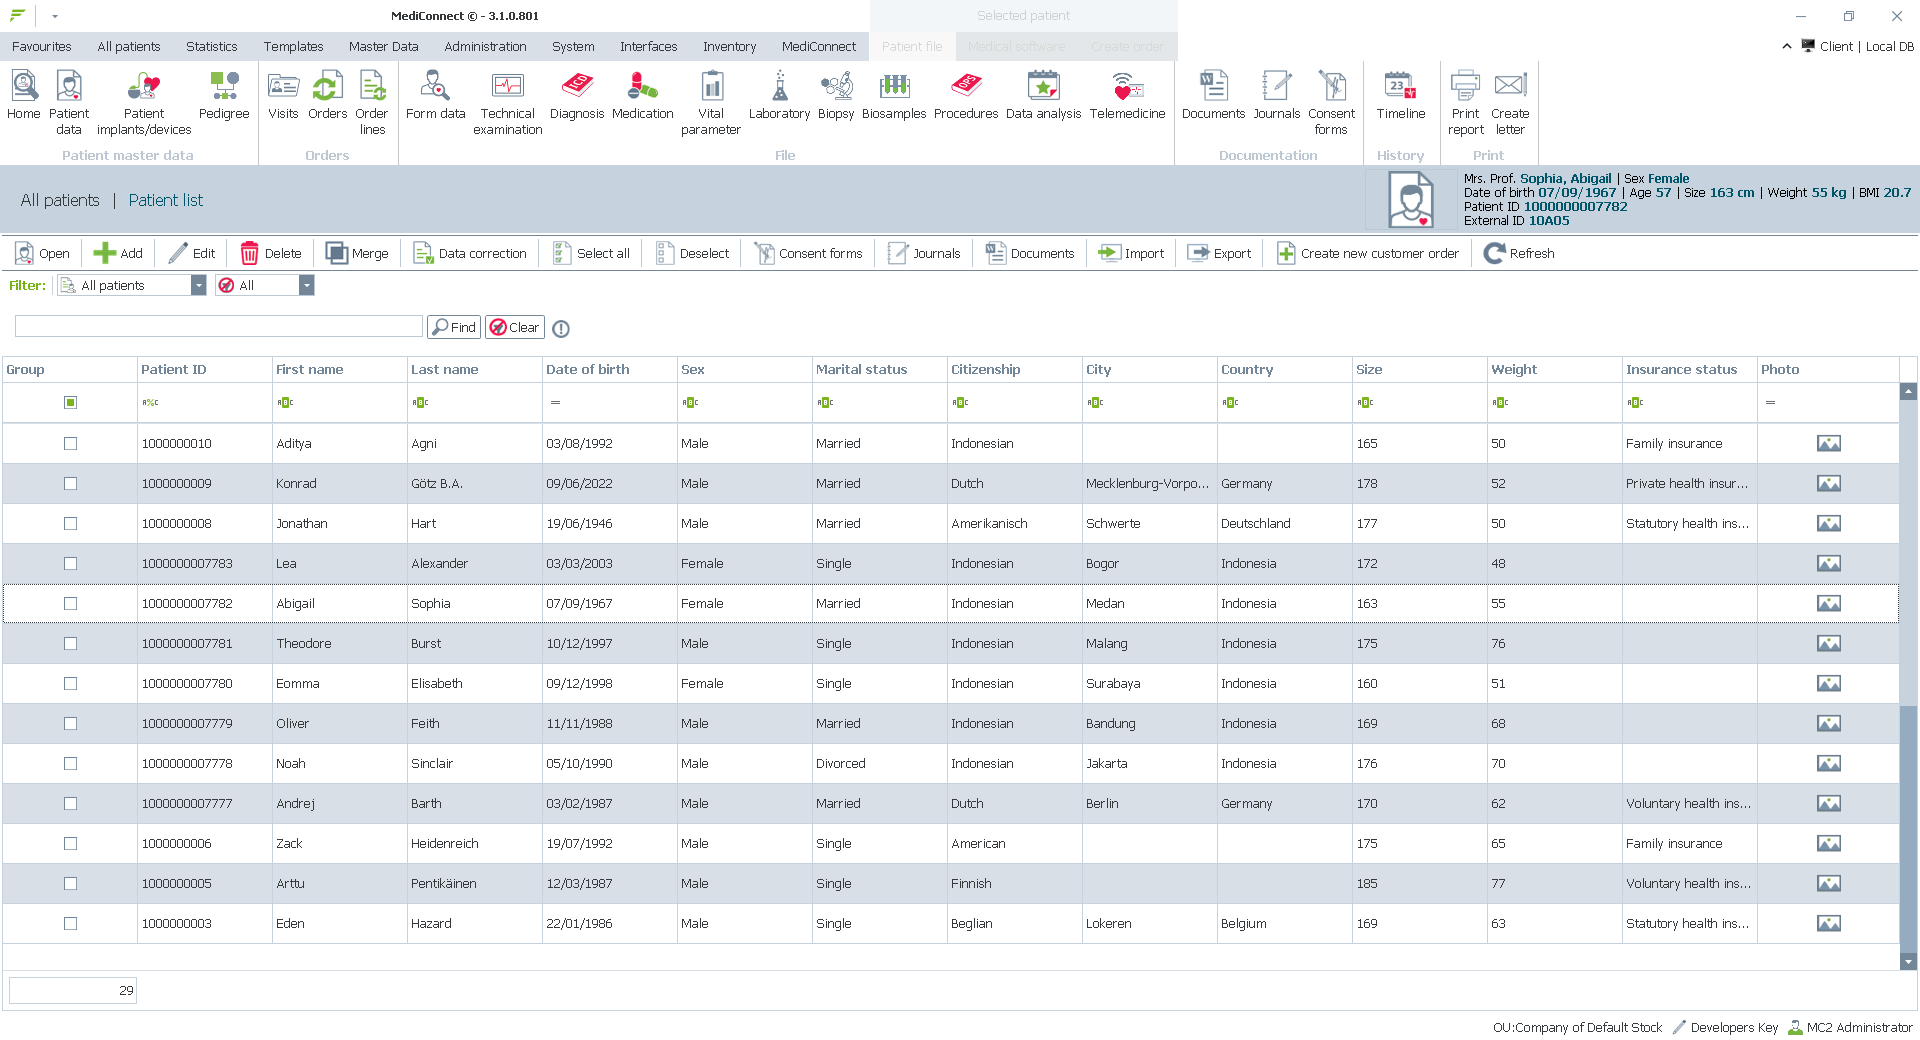 MediConnect © - 3.1.0.801
Selected patient
Favourites All patients Statistics Templates Master Data Administration System Interfaces Inventory MediConnect Patient file Medical software Create order Client | Local DB
Home Patient data Patient implants/devices Pedigree Visits Orders Order lines Form data Technical examination Diagnosis Medication Vital parameter Laboratory Biopsy Biosamples Procedures Data analysis Telemedicine Documents Journals Consent forms Timeline Print report Create letter
Patient master data Orders File Documentation History Print
All patients | Patient list
Mrs. Prof. Sophia, Abigail | Sex Female
Date of birth 07/09/1967 | Age 57 | Size 163 cm | Weight 55 kg | BMI 20.7
Patient ID 1000000007782
External ID 10A05
Open Add Edit Delete Merge Data correction Select all Deselect Consent forms Journals Documents Import Export Create new customer order Refresh
Filter: All patients All
Find Clear
Group Patient ID First name Last name Date of birth Sex Marital status Citizenship City Country Size Weight Insurance status Photo
1000000010 Aditya Agni 03/08/1992 Male Married Indonesian 165 50 Family insurance
1000000009 Konrad Götz B.A. 09/06/2022 Male Married Dutch Mecklenburg-Vorpo... Germany 178 52 Private health insur...
1000000008 Jonathan Hart 19/06/1946 Male Married Amerikanisch Schwerte Deutschland 177 50 Statutory health ins...
1000000007783 Lea Alexander 03/03/2003 Female Single Indonesian Bogor Indonesia 172 48
1000000007782 Abigail Sophia 07/09/1967 Female Married Indonesian Medan Indonesia 163 55
1000000007781 Theodore Burst 10/12/1997 Male Single Indonesian Malang Indonesia 175 76
1000000007780 Eomma Elisabeth 09/12/1998 Female Single Indonesian Surabaya Indonesia 160 51
1000000007779 Oliver Feith 11/11/1988 Male Married Indonesian Bandung Indonesia 169 68
1000000007778 Noah Sinclair 05/10/1990 Male Divorced Indonesian Jakarta Indonesia 176 70
1000000007777 Andrej Barth 03/02/1987 Male Married Dutch Berlin Germany 170 62 Voluntary health ins...
1000000006 Zack Heidenreich 19/07/1992 Male Single American 175 65 Family insurance
1000000005 Arttu Pentikäinen 12/03/1987 Male Single Finnish 185 77 Voluntary health ins...
1000000003 Eden Hazard 22/01/1986 Male Single Beglian Lokeren Belgium 169 63 Statutory health ins...
29
OU:Company of Default Stock Developers Key MC2 Administrator